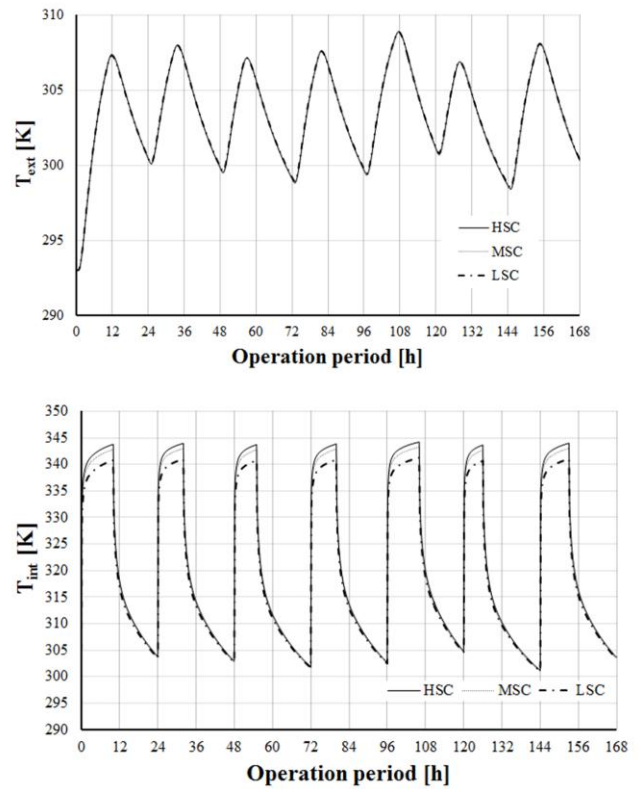 310
305
300
295
290
T_ext [K]
HSC
MSC
LSC
0 12 24 36 48 60 72 84 96 108 120 132 144 156 168
Operation period [h]
350
345
340
335
330
325
320
315
310
305
300
295
290
T_int [K]
HSC MSC LSC
0 12 24 36 48 60 72 84 96 108 120 132 144 156 168
Operation period [h]